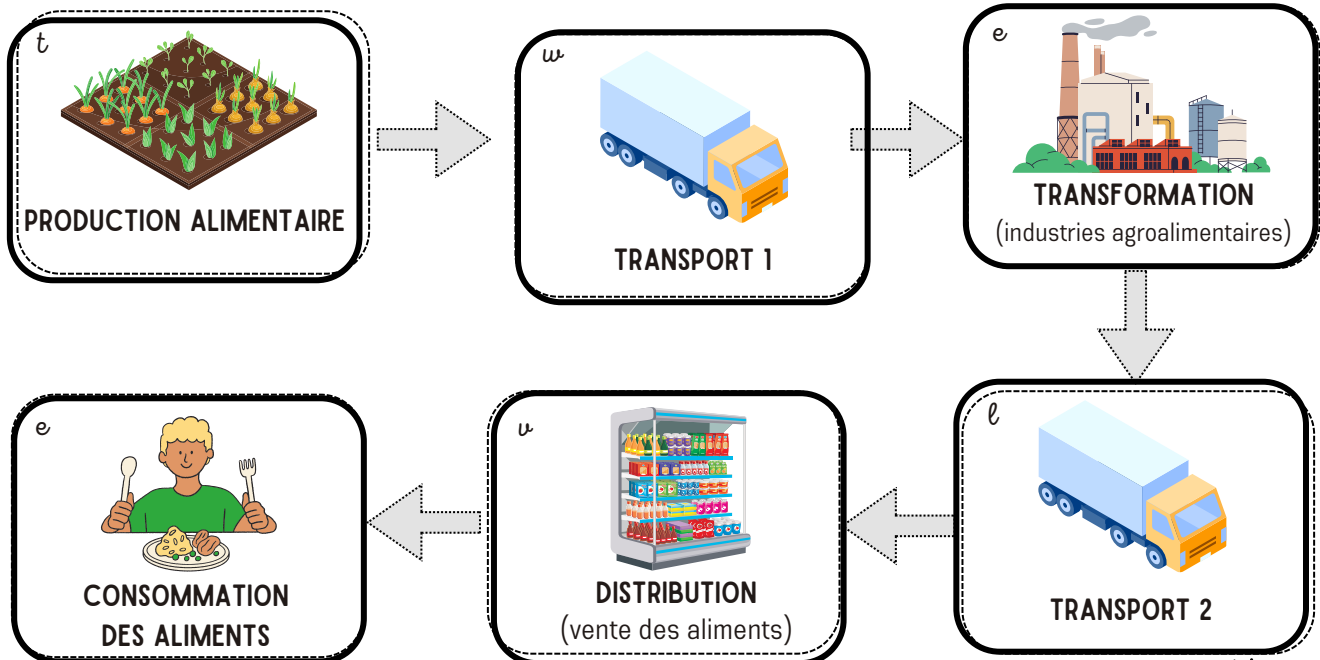 t
PRODUCTION ALIMENTAIRE
w
TRANSPORT 1
e
TRANSFORMATION
(industries agroalimentaires)
l
TRANSPORT 2
v
DISTRIBUTION
(vente des aliments)
e
CONSOMMATION
DES ALIMENTS